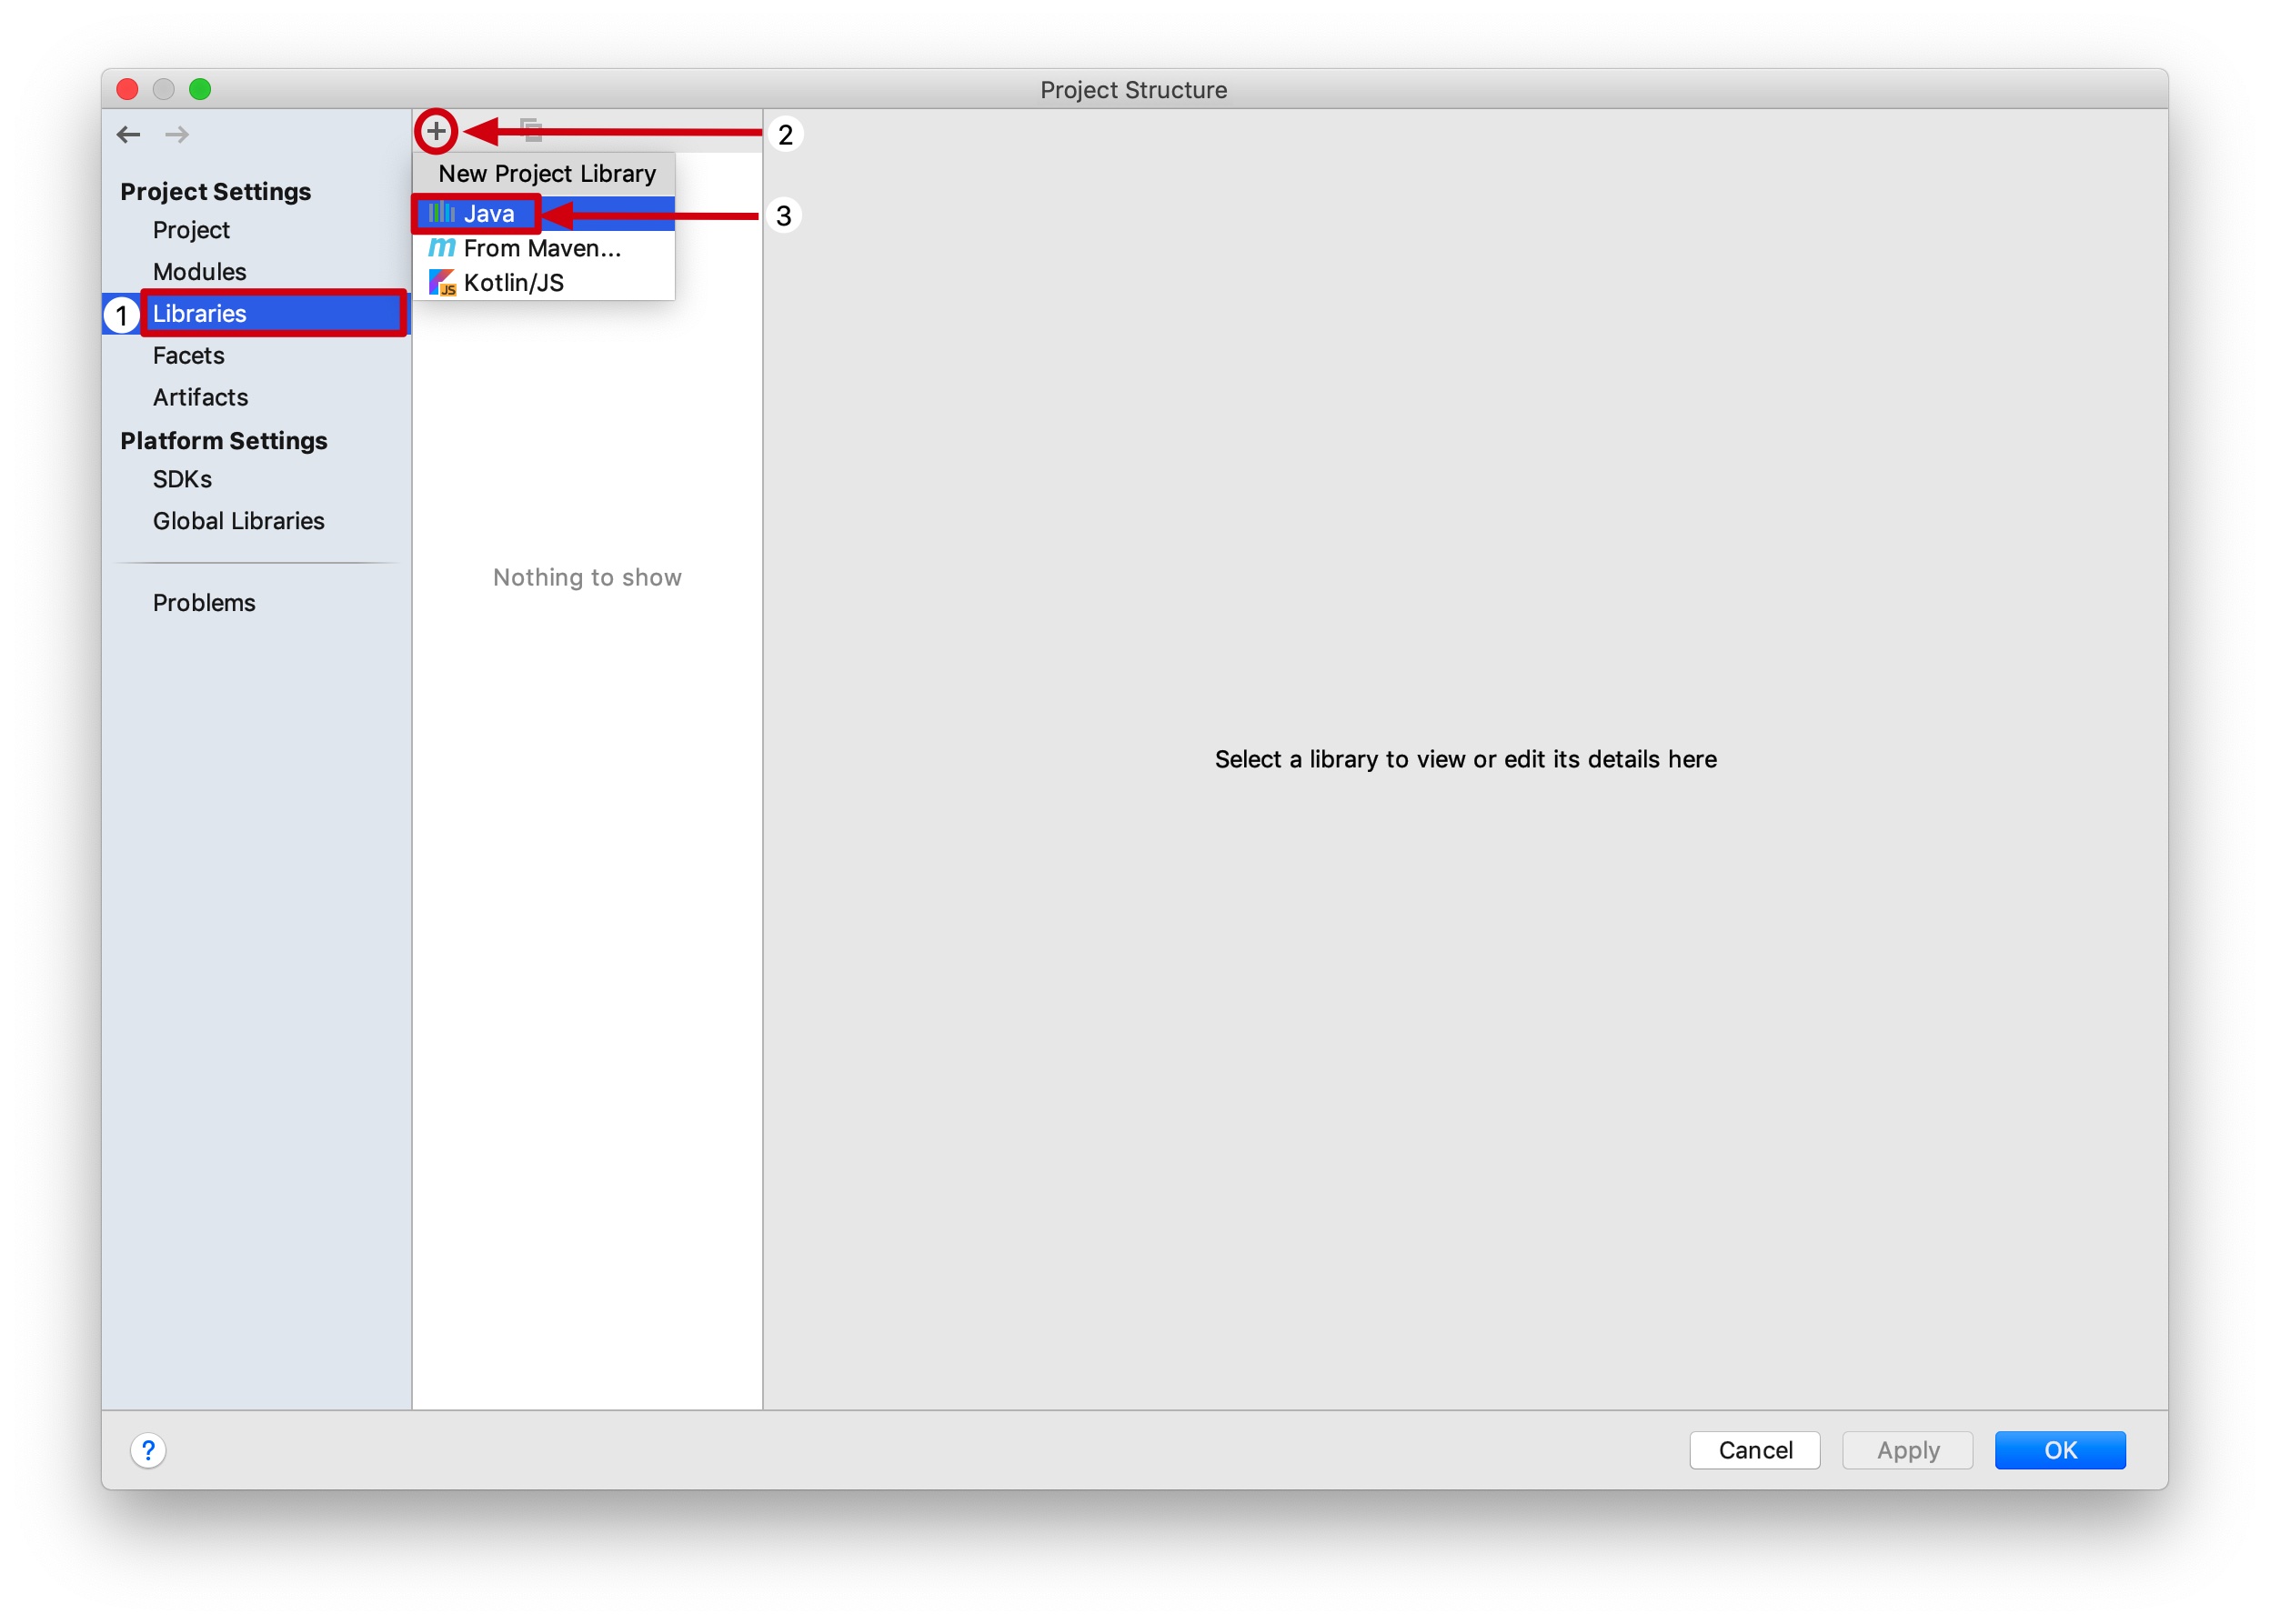 Project Structure
Project Settings
Project
Modules
1 Libraries
Facets
Artifacts
Platform Settings
SDKs
Global Libraries
Problems
2
New Project Library
Java
3
m From Maven...
JS Kotlin/JS
Nothing to show
Select a library to view or edit its details here
?
Cancel
Apply
OK